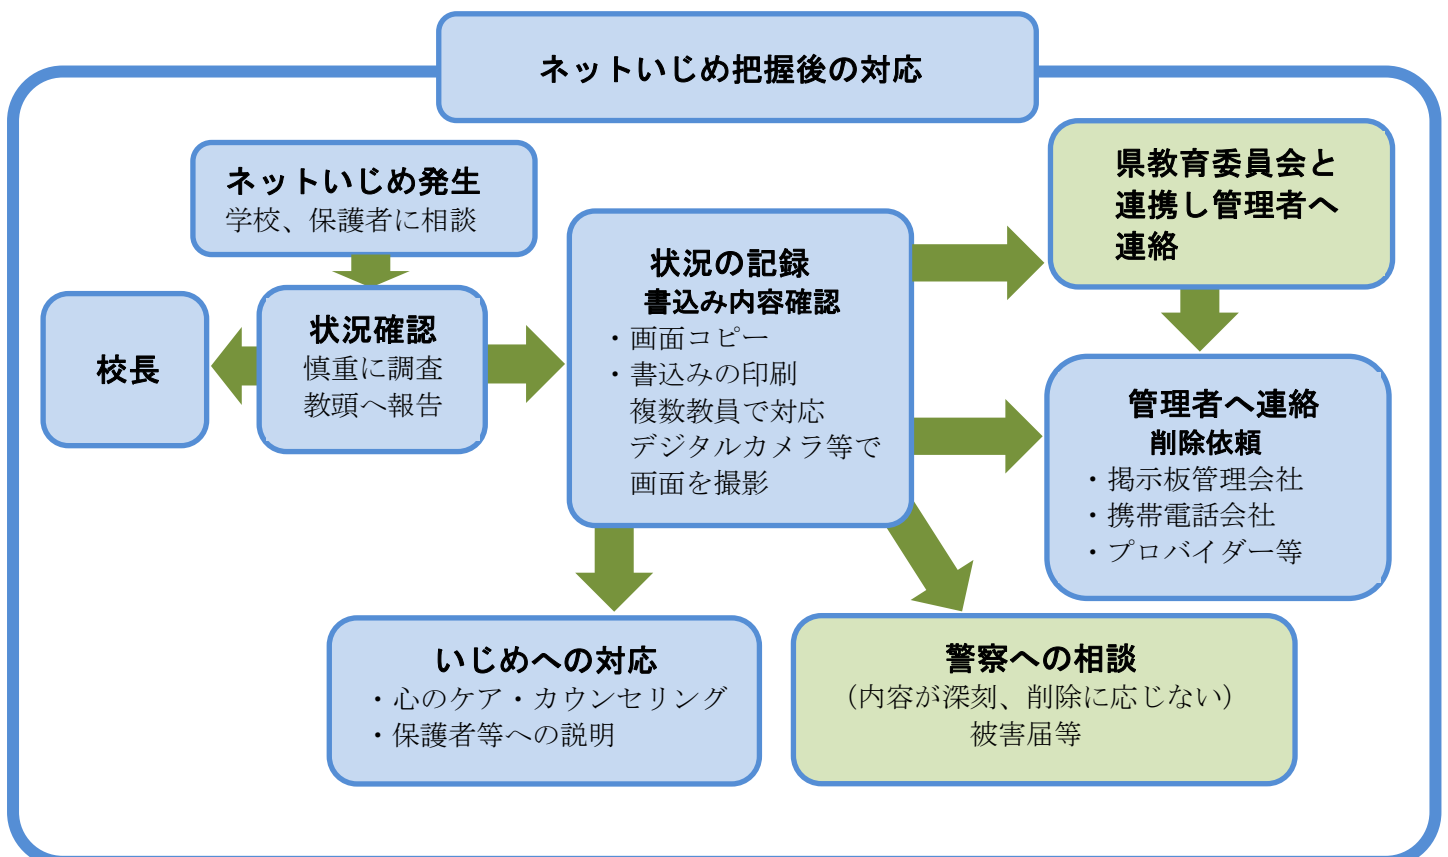 ネットいじめ把握後の対応
ネットいじめ発生
学校、保護者に相談
校長
状況確認
慎重に調査
教頭へ報告
状況の記録
書込み内容確認
・画面コピー
・書込みの印刷
複数教員で対応
デジタルカメラ等で
画面を撮影
県教育委員会と
連携し管理者へ
連絡
管理者へ連絡
削除依頼
・掲示板管理会社
・携帯電話会社
・プロバイダー等
いじめへの対応
・心のケア・カウンセリング
・保護者等への説明
警察への相談
（内容が深刻、削除に応じない）
被害届等